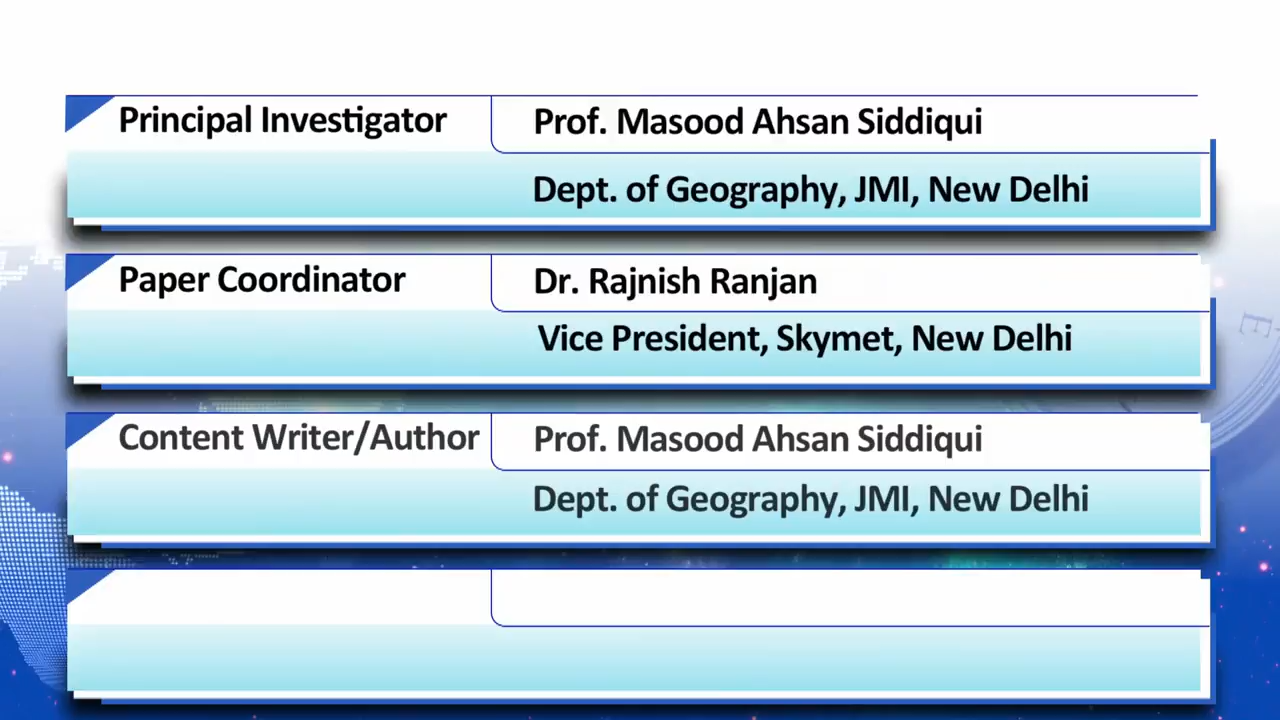 Principal Investigator Prof. Masood Ahsan Siddiqui
Dept. of Geography, JMI, New Delhi
Paper Coordinator Dr. Rajnish Ranjan
Vice President, Skymet, New Delhi
Content Writer/Author Prof. Masood Ahsan Siddiqui
Dept. of Geography, JMI, New Delhi